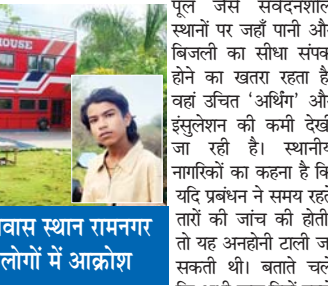 HOUSE
वास स्थान रामनगर
लोगों में आक्रोश
पूल जैसे संवेदनशील
स्थानों पर जहाँ पानी और
बिजली का सीधा संपर्क
होने का खतरा रहता है
वहां उचित ‘अर्थिंग’ और
इंसुलेशन की कमी देखी
जा रही है। स्थानीय
नागरिकों का कहना है कि
यदि प्रबंधन ने समय रहते
तारों की जांच की होती
तो यह अनहोनी टाली जा
सकती थी। बताते चलें